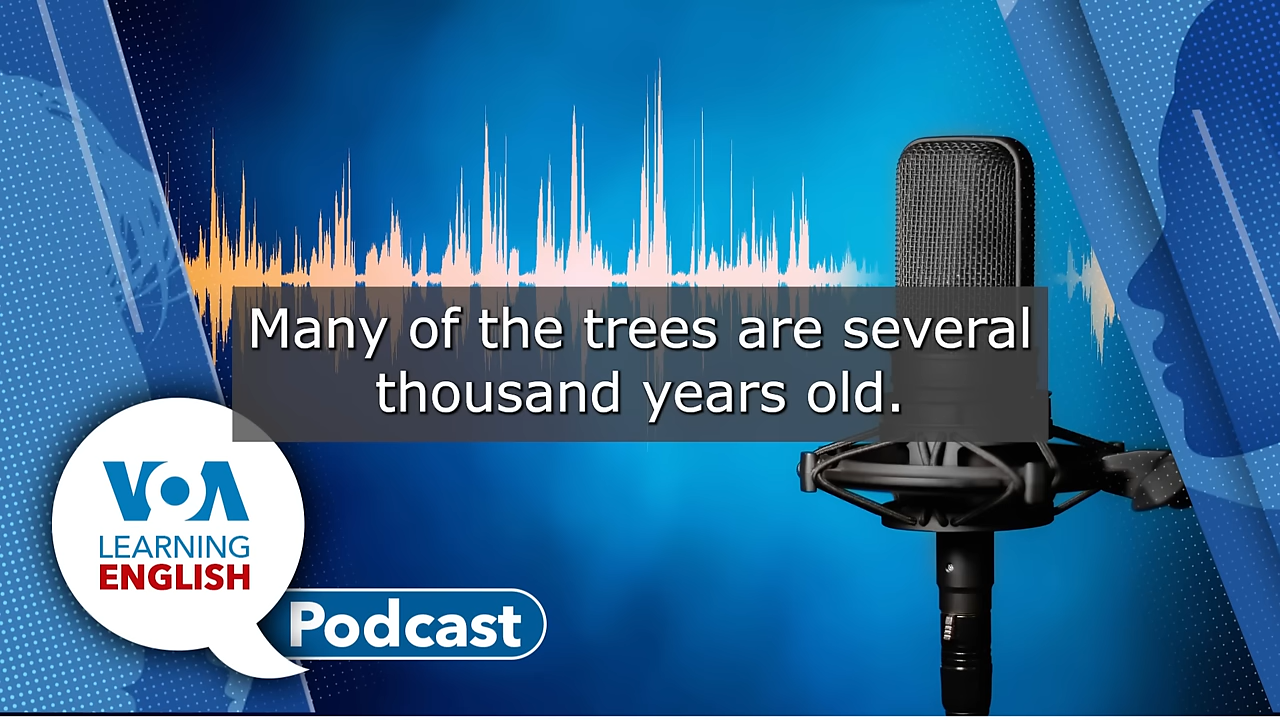 Many of the trees are several
thousand years old.
VOA
LEARNING
ENGLISH
Podcast